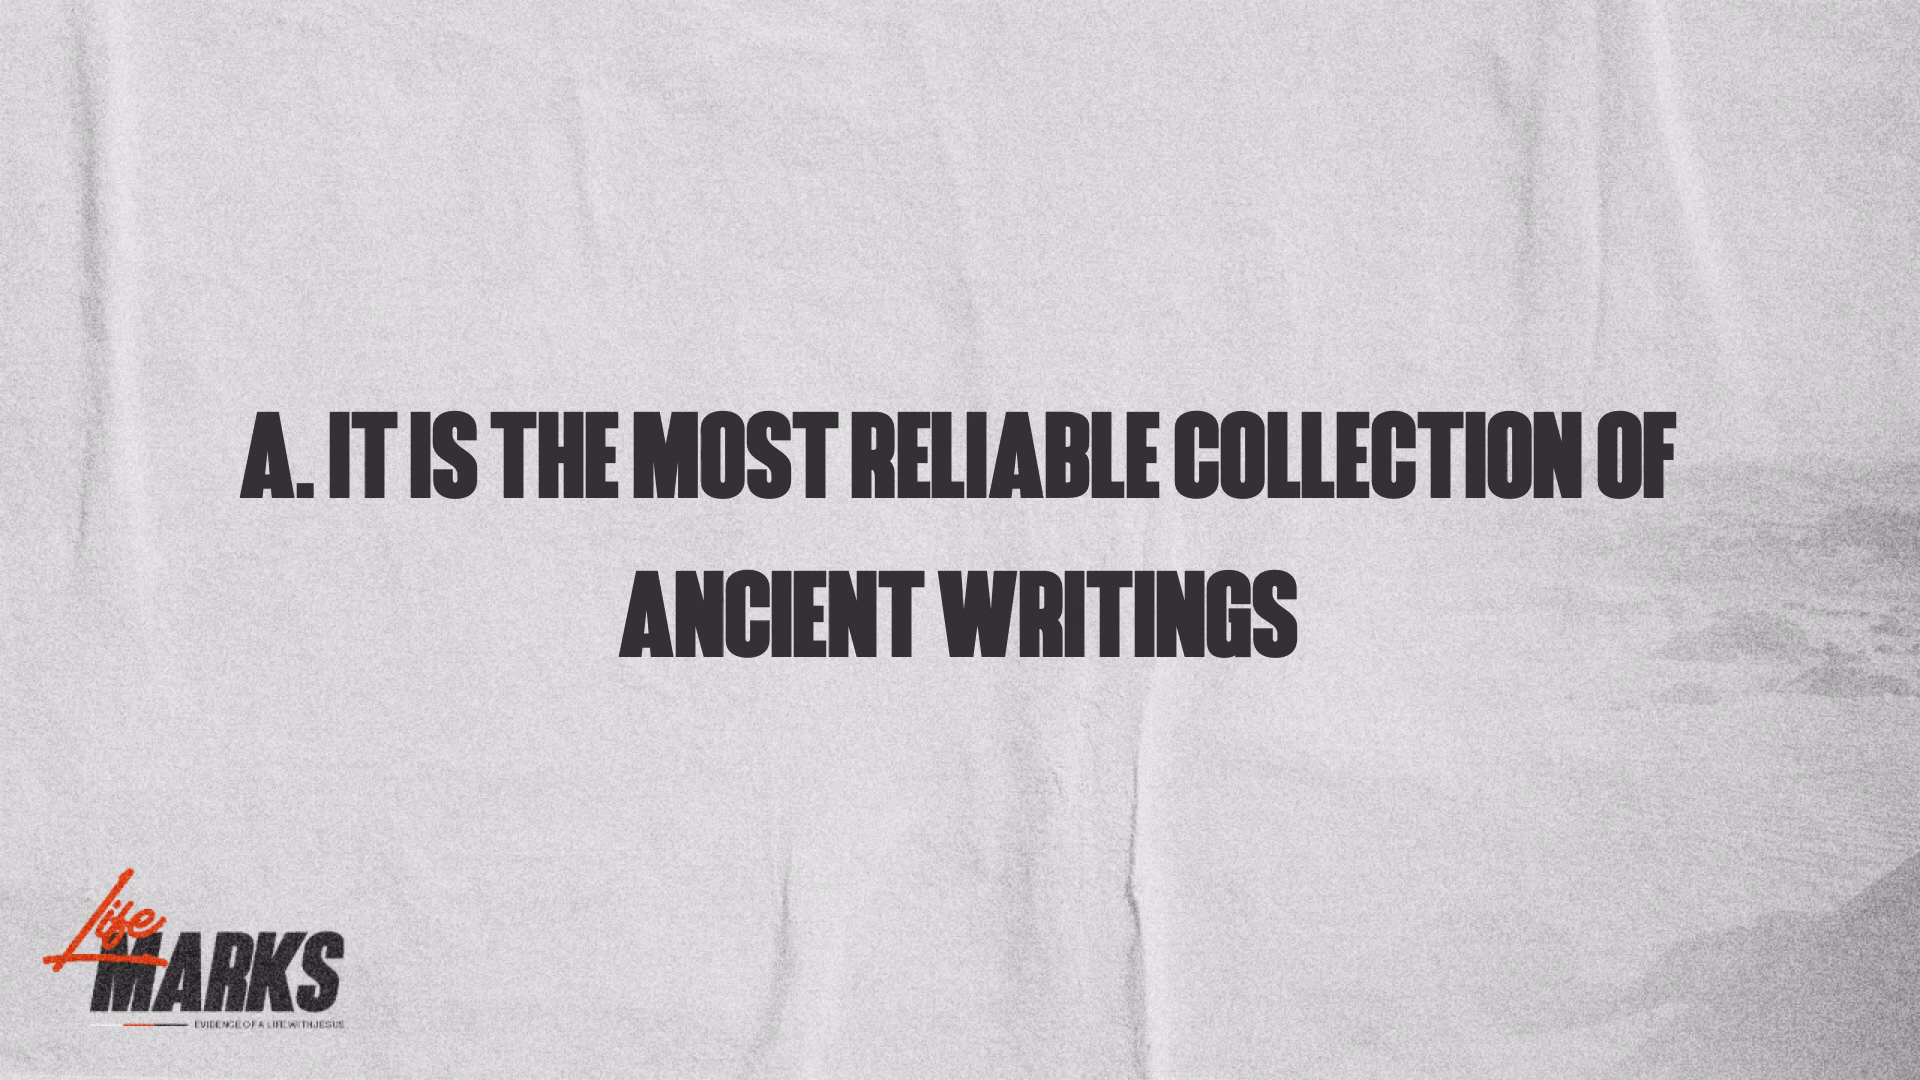 A. IT IS THE MOST RELIABLE COLLECTION OF
ANCIENT WRITINGS
Life
MARKS
EVIDENCE OF A LIFE WITH JESUS